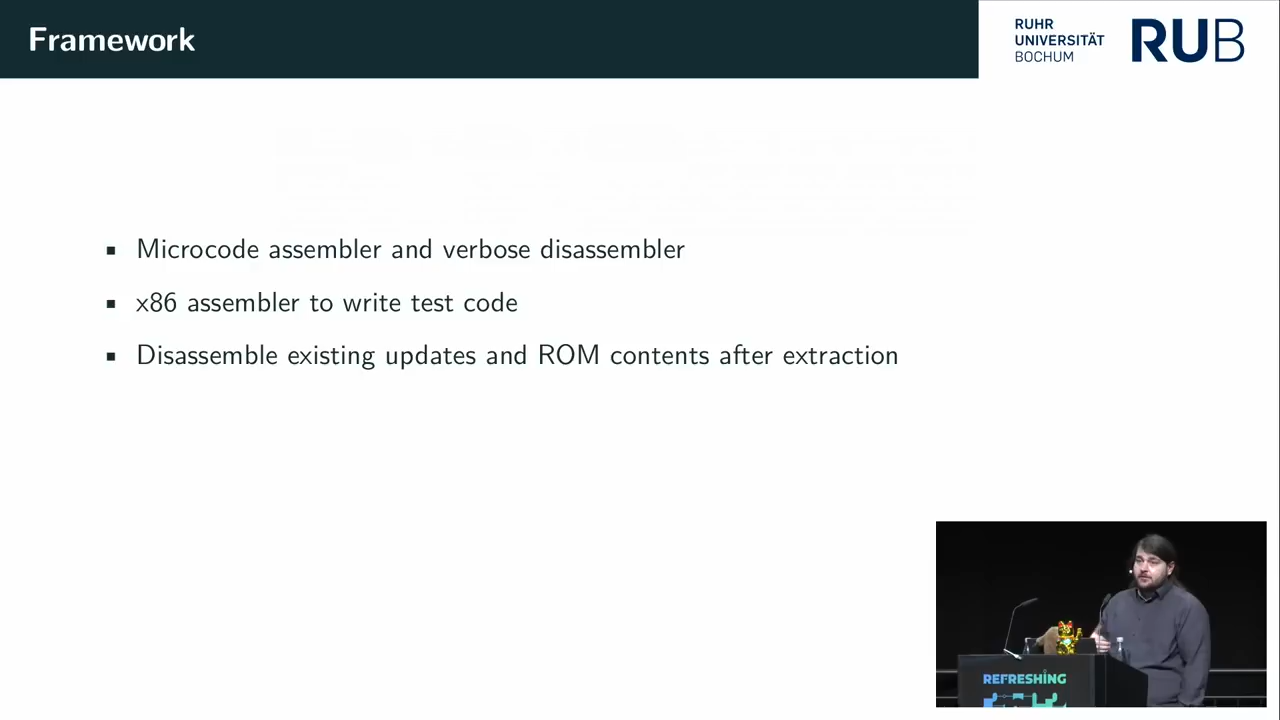 Framework
RUHR
UNIVERSITÄT
BOCHUM
RUB
▪ Microcode assembler and verbose disassembler
▪ x86 assembler to write test code
▪ Disassemble existing updates and ROM contents after extraction
REFRESHING